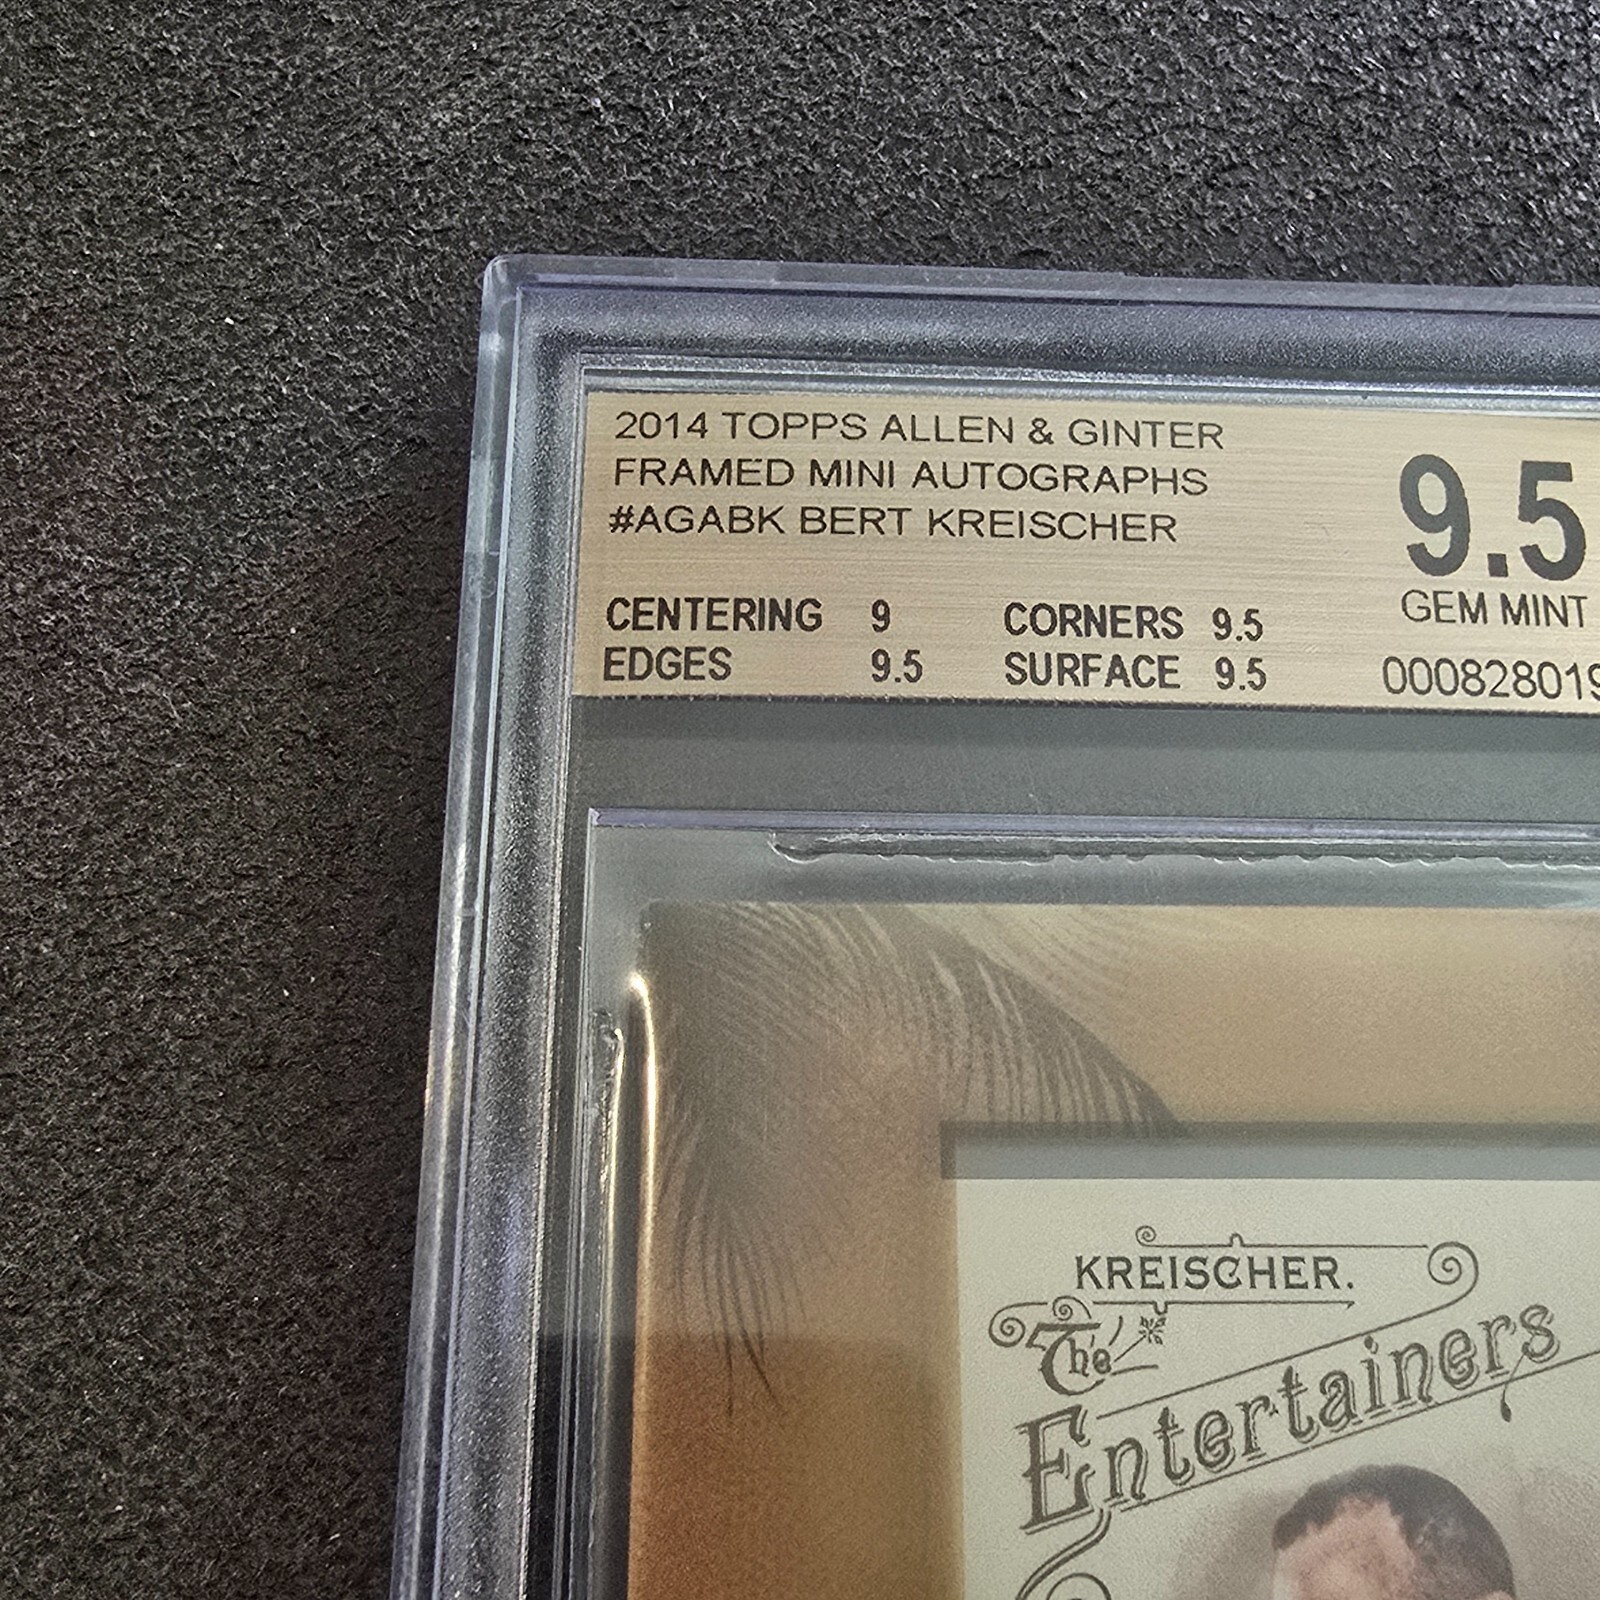 2014 TOPPS ALLEN & GINTER
FRAMED MINI AUTOGRAPHS
#AGABK BERT KREISCHER
9.5
GEM MINT
CENTERING 9 CORNERS 9.5
EDGES 9.5 SURFACE 9.5
000828019
KREISCHER.
The
Entertainers